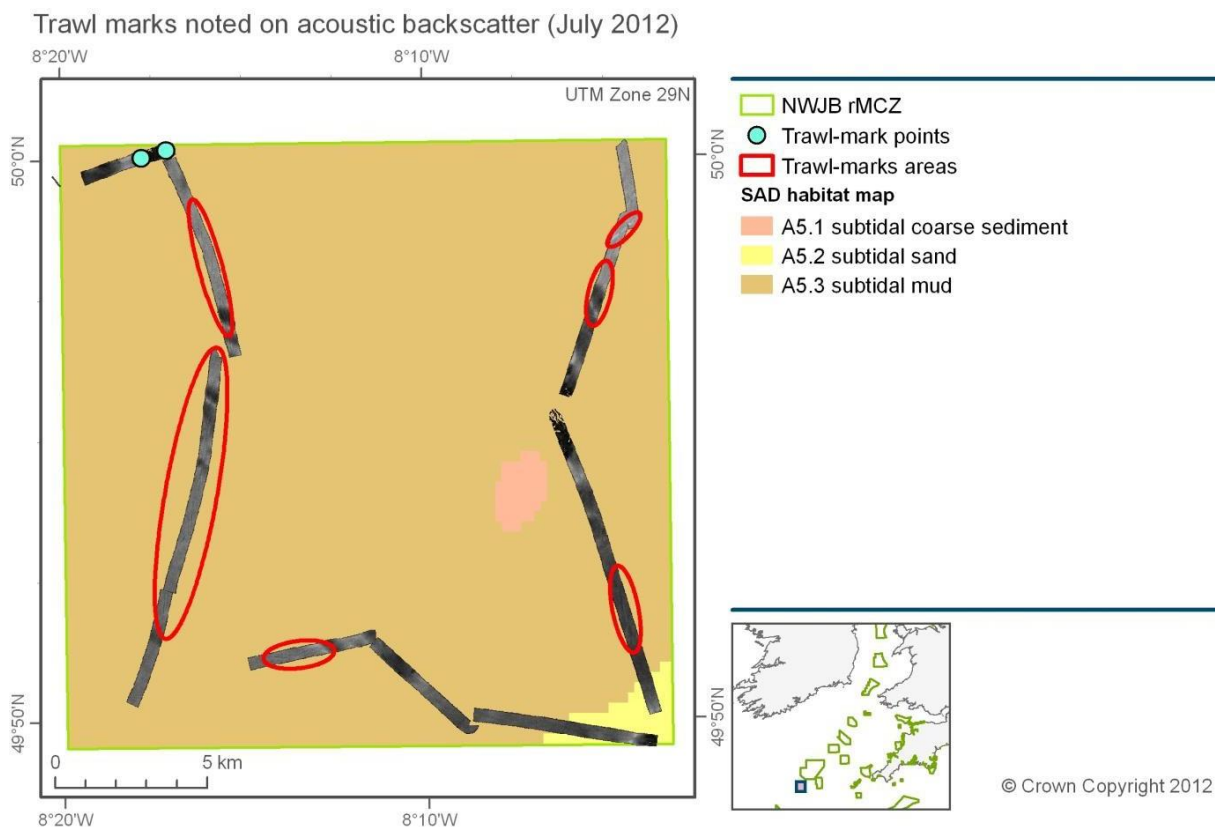 Trawl marks noted on acoustic backscatter (July 2012)
8°20'W 8°10'W
UTM Zone 29N
50°0'N
50°0'N
49°50'N
49°50'N
0 5 km
8°20'W 8°10'W
NWJB rMCZ
Trawl-mark points
Trawl-marks areas
SAD habitat map
A5.1 subtidal coarse sediment
A5.2 subtidal sand
A5.3 subtidal mud
© Crown Copyright 2012